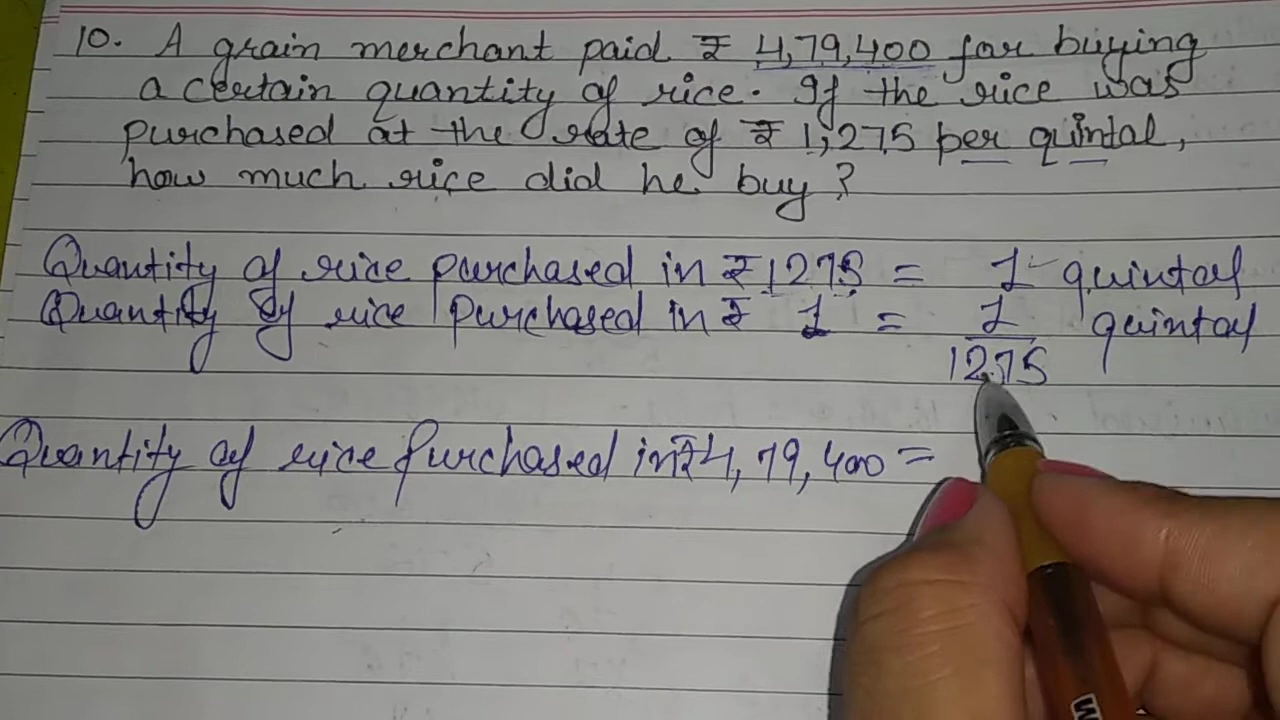 10. A grain merchant paid ₹ 4,79,400 for buying
a certain quantity of rice. If the rice was
purchased at the rate of ₹ 1,275 per quintal,
how much rice did he buy?
Quantity of rice purchased in ₹ 1275 = 1 quintal
Quantity of rice purchased in ₹ 1 = 1 quintal
1275
Quantity of rice purchased in ₹ 4,79,400 =
W